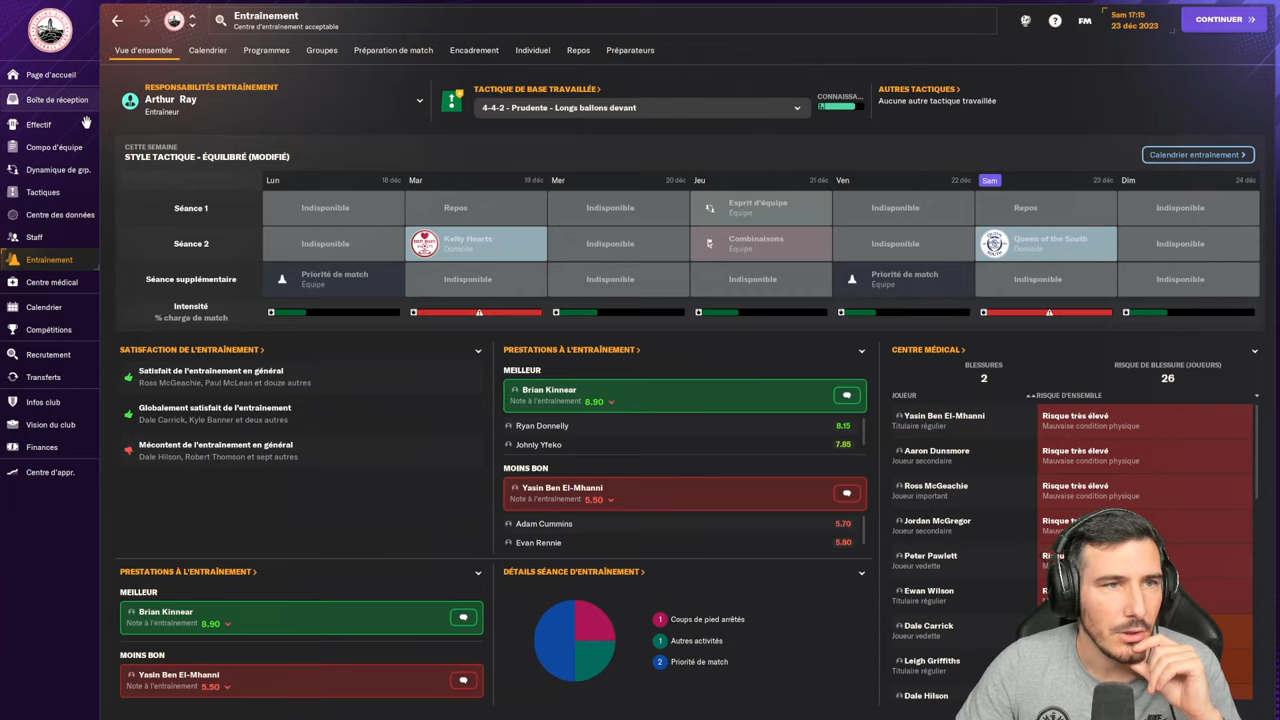 Entraînement
Centre d'entraînement acceptable
Sam 17:15
23 déc 2023
FM
CONTINUER
Vue d'ensemble
Calendrier
Programmes
Groupes
Préparation de match
Encadrement
Individuel
Repos
Préparateurs
Page d'accueil
Boîte de réception
Effectif
Compo d'équipe
Dynamique de grp.
Tactiques
Centre des données
Staff
Entraînement
Centre médical
Calendrier
Compétitions
Recrutement
Transferts
Infos club
Vision du club
Finances
Centre d'appr.
RESPONSABILITÉS ENTRAÎNEMENT
Arthur Ray
Entraîneur
TACTIQUE DE BASE TRAVAILLÉE
4-4-2 - Prudente - Longs ballons devant
CONNAISSA...
AUTRES TACTIQUES
Aucune autre tactique travaillée
CETTE SEMAINE
STYLE TACTIQUE - ÉQUILIBRÉ (MODIFIÉ)
Calendrier entraînement
Lun 18 déc Mar 19 déc Mer 20 déc Jeu 21 déc Ven 22 déc Sam 23 déc Dim 24 déc
Séance 1
Indisponible
Repos
Indisponible
Esprit d'équipe
Équipe
Indisponible
Repos
Indisponible
Séance 2
Indisponible
Kelty Hearts
Domicile
Indisponible
Combinaisons
Équipe
Indisponible
Queen of the South
Domicile
Indisponible
Séance supplémentaire
Priorité de match
Équipe
Indisponible
Indisponible
Indisponible
Priorité de match
Équipe
Indisponible
Indisponible
Intensité
% charge de match
SATISFACTION DE L'ENTRAÎNEMENT
Satisfait de l'entraînement en général
Ross McGeachie, Paul McLean et douze autres
Globalement satisfait de l'entraînement
Dale Carrick, Kyle Banner et deux autres
Mécontent de l'entraînement en général
Dale Hilson, Robert Thomson et sept autres
PRESTATIONS À L'ENTRAÎNEMENT
MEILLEUR
Brian Kinnear
Note à l'entraînement 8.90
Ryan Donnelly 8.15
Johnly Yfeko 7.85
MOINS BON
Yasin Ben El-Mhanni
Note à l'entraînement 5.50
Adam Cummins 5.70
Evan Rennie 5.80
CENTRE MÉDICAL
BLESSURES
2
RISQUE DE BLESSURE (JOUEURS)
26
JOUEUR
RISQUE D'ENSEMBLE
Yasin Ben El-Mhanni
Titulaire régulier
Risque très élevé
Mauvaise condition physique
Aaron Dunsmore
Joueur secondaire
Risque très élevé
Mauvaise condition physique
Ross McGeachie
Joueur important
Risque très élevé
Mauvaise condition physique
Jordan McGregor
Joueur secondaire
Peter Pawlett
Joueur vedette
Ewan Wilson
Titulaire régulier
Dale Carrick
Joueur vedette
Leigh Griffiths
Titulaire régulier
Dale Hilson
PRESTATIONS À L'ENTRAÎNEMENT
MEILLEUR
Brian Kinnear
Note à l'entraînement 8.90
MOINS BON
Yasin Ben El-Mhanni
Note à l'entraînement 5.50
DÉTAILS SÉANCE D'ENTRAÎNEMENT
1 Coups de pied arrêtés
1 Autres activités
2 Priorité de match